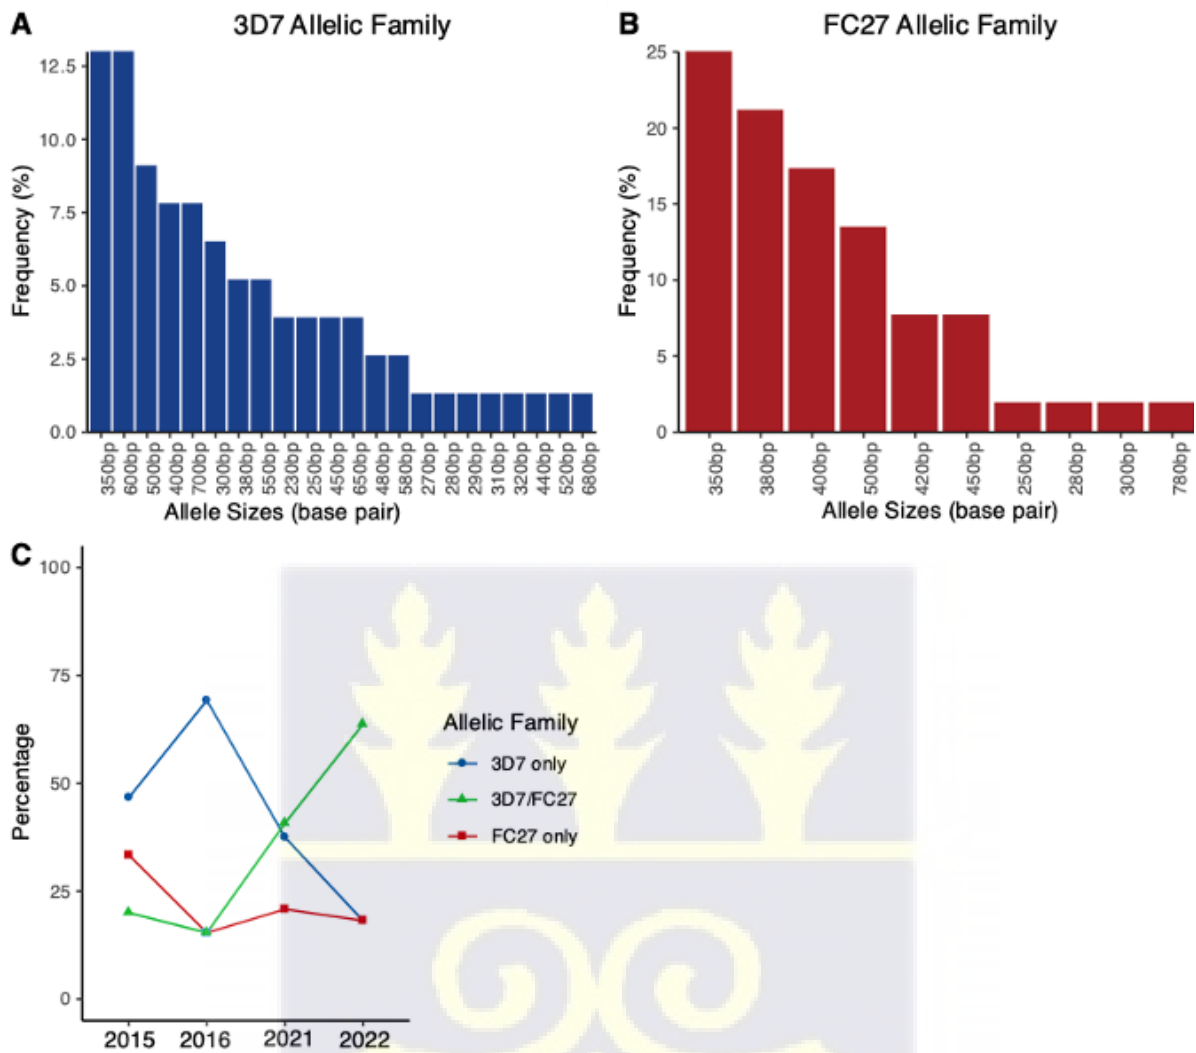 A
3D7 Allelic Family
12.5
10.0
7.5
5.0
2.5
0.0
Frequency (%)
350bp
600bp
500bp
400bp
700bp
300bp
380bp
550bp
230bp
250bp
450bp
650bp
480bp
580bp
270bp
280bp
290bp
310bp
320bp
440bp
520bp
680bp
Allele Sizes (base pair)
B
FC27 Allelic Family
25
20
15
10
5
0
Frequency (%)
350bp
380bp
400bp
500bp
420bp
450bp
250bp
280bp
300bp
780bp
Allele Sizes (base pair)
C
100
75
50
25
0
Percentage
2015 2016 2021 2022
Allelic Family
3D7 only
3D7/FC27
FC27 only